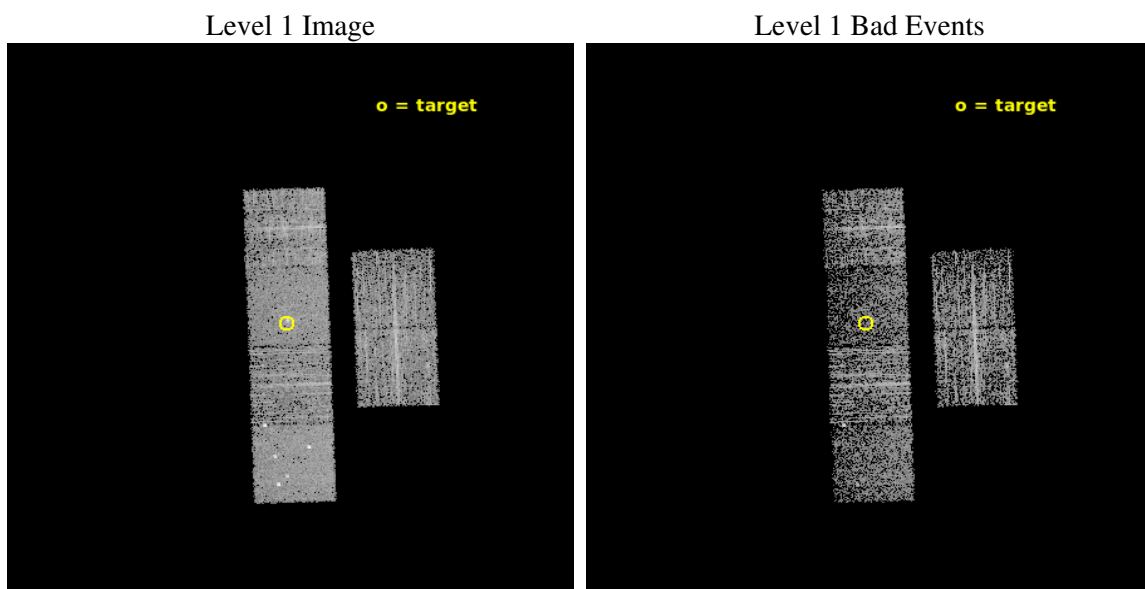 Level 1 Image
Level 1 Bad Events
o = target
o = target